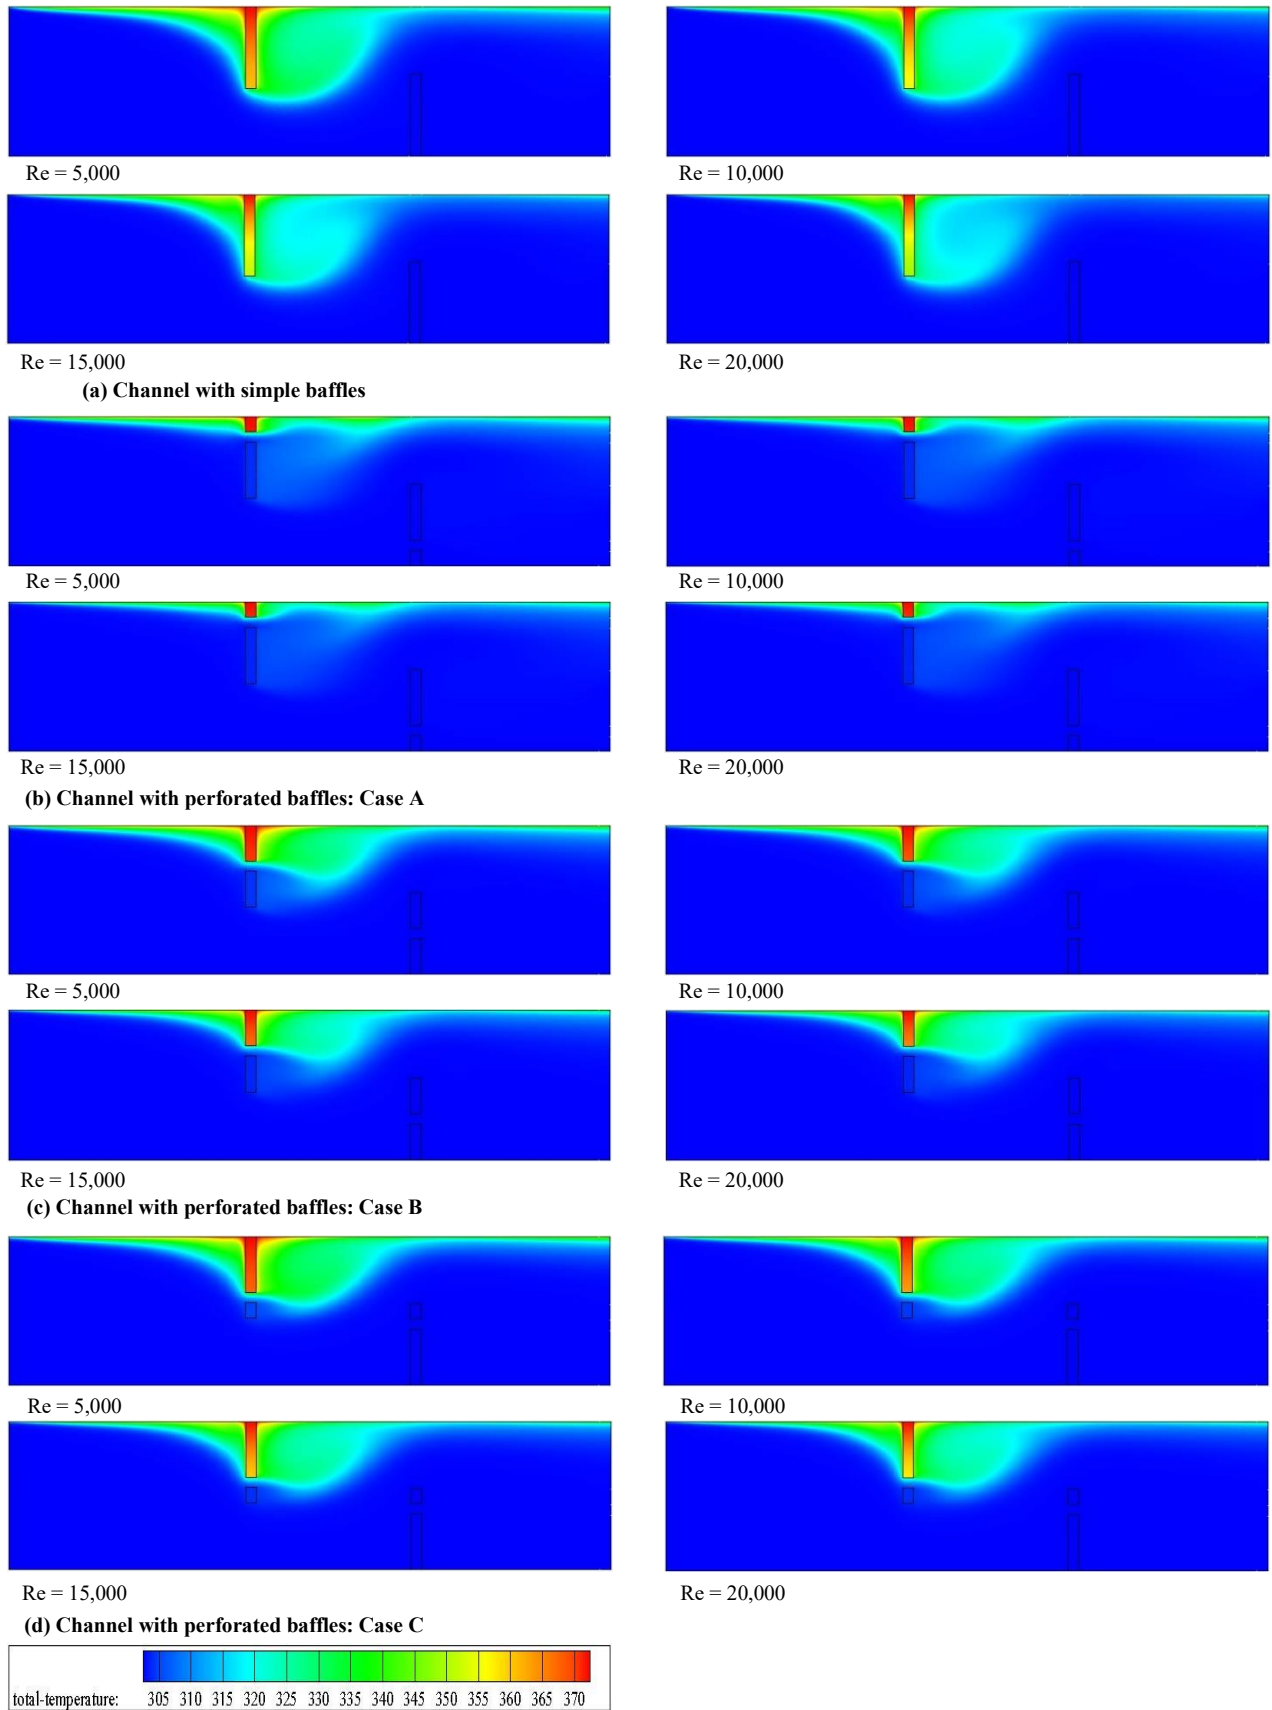 Re = 5,000
Re = 10,000
Re = 15,000
Re = 20,000
(a) Channel with simple baffles
Re = 5,000
Re = 10,000
Re = 15,000
Re = 20,000
(b) Channel with perforated baffles: Case A
Re = 5,000
Re = 10,000
Re = 15,000
Re = 20,000
(c) Channel with perforated baffles: Case B
Re = 5,000
Re = 10,000
Re = 15,000
Re = 20,000
(d) Channel with perforated baffles: Case C
total-temperature: 305 310 315 320 325 330 335 340 345 350 355 360 365 370